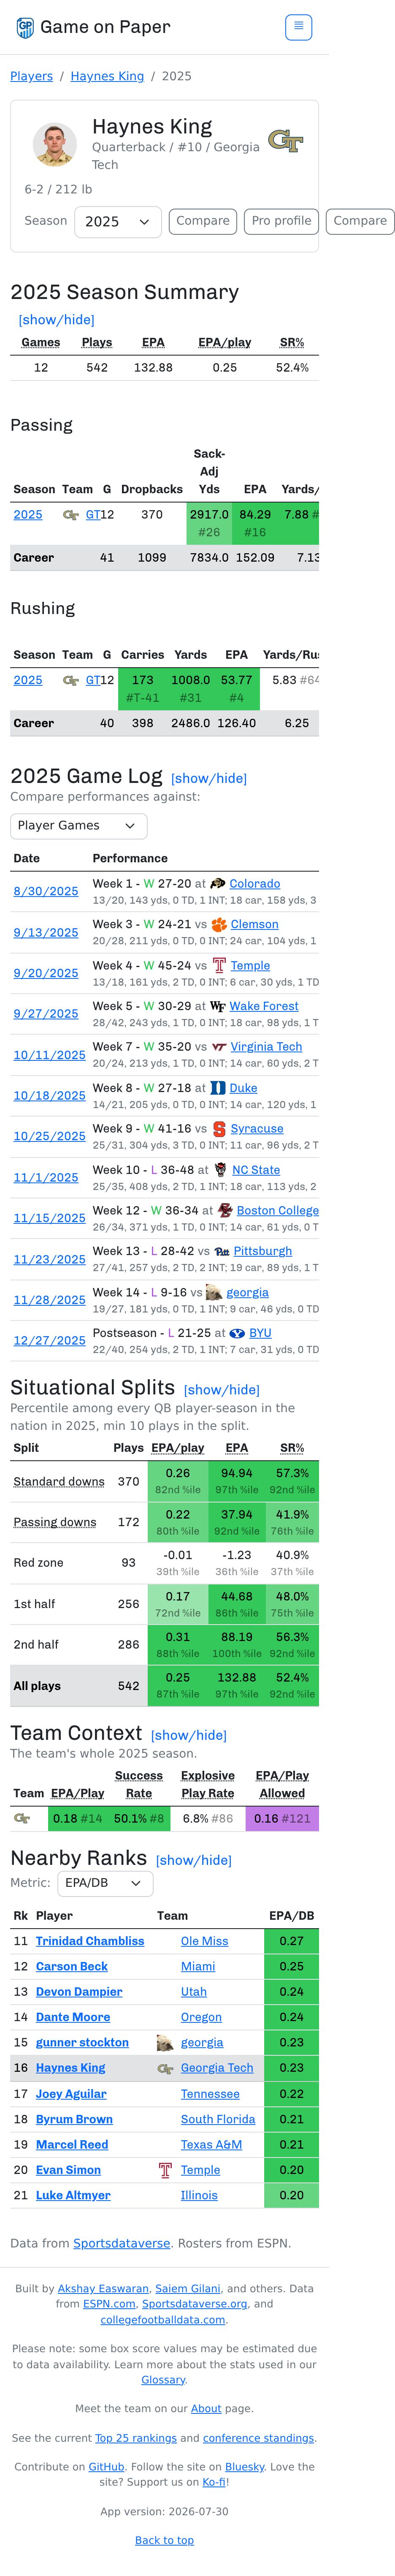 Game on Paper
Players / Haynes King / 2025
Haynes King
Quarterback / #10 / Georgia
Tech
6-2 / 212 lb
Season 2025 Compare Pro profile Compare
2025 Season Summary
[show/hide]
Games Plays EPA EPA/play SR%
12 542 132.88 0.25 52.4%
Passing
Sack-
Adj
Season Team G Dropbacks Yds EPA Yards/
2025 GT 12 370 2917.0 84.29 7.88 #
#26 #16
Career 41 1099 7834.0 152.09 7.13
Rushing
Season Team G Carries Yards EPA Yards/Rus
2025 GT 12 173 1008.0 53.77 5.83 #64
#T-41 #31 #4
Career 40 398 2486.0 126.40 6.25
2025 Game Log [show/hide]
Compare performances against:
Player Games
Date Performance
8/30/2025 Week 1 - W 27-20 at Colorado
13/20, 143 yds, 0 TD, 1 INT; 18 car, 158 yds, 3
9/13/2025 Week 3 - W 24-21 vs Clemson
20/28, 211 yds, 0 TD, 0 INT; 24 car, 104 yds, 1
9/20/2025 Week 4 - W 45-24 vs Temple
13/18, 161 yds, 2 TD, 0 INT; 6 car, 30 yds, 1 TD
9/27/2025 Week 5 - W 30-29 at Wake Forest
28/42, 243 yds, 1 TD, 0 INT; 18 car, 98 yds, 1 T
10/11/2025 Week 7 - W 35-20 vs Virginia Tech
20/24, 213 yds, 1 TD, 0 INT; 14 car, 60 yds, 2 T
10/18/2025 Week 8 - W 27-18 at Duke
14/21, 205 yds, 0 TD, 0 INT; 14 car, 120 yds, 1
10/25/2025 Week 9 - W 41-16 vs Syracuse
25/31, 304 yds, 3 TD, 0 INT; 11 car, 96 yds, 2 T
11/1/2025 Week 10 - L 36-48 at NC State
25/35, 408 yds, 2 TD, 1 INT; 18 car, 113 yds, 2
11/15/2025 Week 12 - W 36-34 at Boston College
26/34, 371 yds, 1 TD, 0 INT; 14 car, 61 yds, 0 T
11/23/2025 Week 13 - L 28-42 vs Pittsburgh
27/41, 257 yds, 2 TD, 2 INT; 19 car, 89 yds, 1 T
11/28/2025 Week 14 - L 9-16 vs georgia
19/27, 181 yds, 0 TD, 1 INT; 9 car, 46 yds, 0 TD
12/27/2025 Postseason - L 21-25 at BYU
22/40, 254 yds, 2 TD, 1 INT; 7 car, 31 yds, 0 TD
Situational Splits [show/hide]
Percentile among every QB player-season in the
nation in 2025, min 10 plays in the split.
Split Plays EPA/play EPA SR%
Standard downs 370 0.26 94.94 57.3%
82nd %ile 97th %ile 92nd %ile
Passing downs 172 0.22 37.94 41.9%
80th %ile 92nd %ile 76th %ile
Red zone 93 -0.01 -1.23 40.9%
39th %ile 36th %ile 37th %ile
1st half 256 0.17 44.68 48.0%
72nd %ile 86th %ile 75th %ile
2nd half 286 0.31 88.19 56.3%
88th %ile 100th %ile 92nd %ile
All plays 542 0.25 132.88 52.4%
87th %ile 97th %ile 92nd %ile
Team Context [show/hide]
The team's whole 2025 season.
Success Explosive EPA/Play
Team EPA/Play Rate Play Rate Allowed
0.18 #14 50.1% #8 6.8% #86 0.16 #121
Nearby Ranks [show/hide]
Metric: EPA/DB
Rk Player Team EPA/DB
11 Trinidad Chambliss Ole Miss 0.27
12 Carson Beck Miami 0.25
13 Devon Dampier Utah 0.24
14 Dante Moore Oregon 0.24
15 gunner stockton georgia 0.23
16 Haynes King Georgia Tech 0.23
17 Joey Aguilar Tennessee 0.22
18 Byrum Brown South Florida 0.21
19 Marcel Reed Texas A&M 0.21
20 Evan Simon Temple 0.20
21 Luke Altmyer Illinois 0.20
Data from Sportsdataverse. Rosters from ESPN.
Built by Akshay Easwaran, Saiem Gilani, and others. Data
from ESPN.com, Sportsdataverse.org, and
collegefootballdata.com.
Please note: some box score values may be estimated due
to data availability. Learn more about the stats used in our
Glossary.
Meet the team on our About page.
See the current Top 25 rankings and conference standings.
Contribute on GitHub. Follow the site on Bluesky. Love the
site? Support us on Ko-fi!
App version: 2026-07-30
Back to top